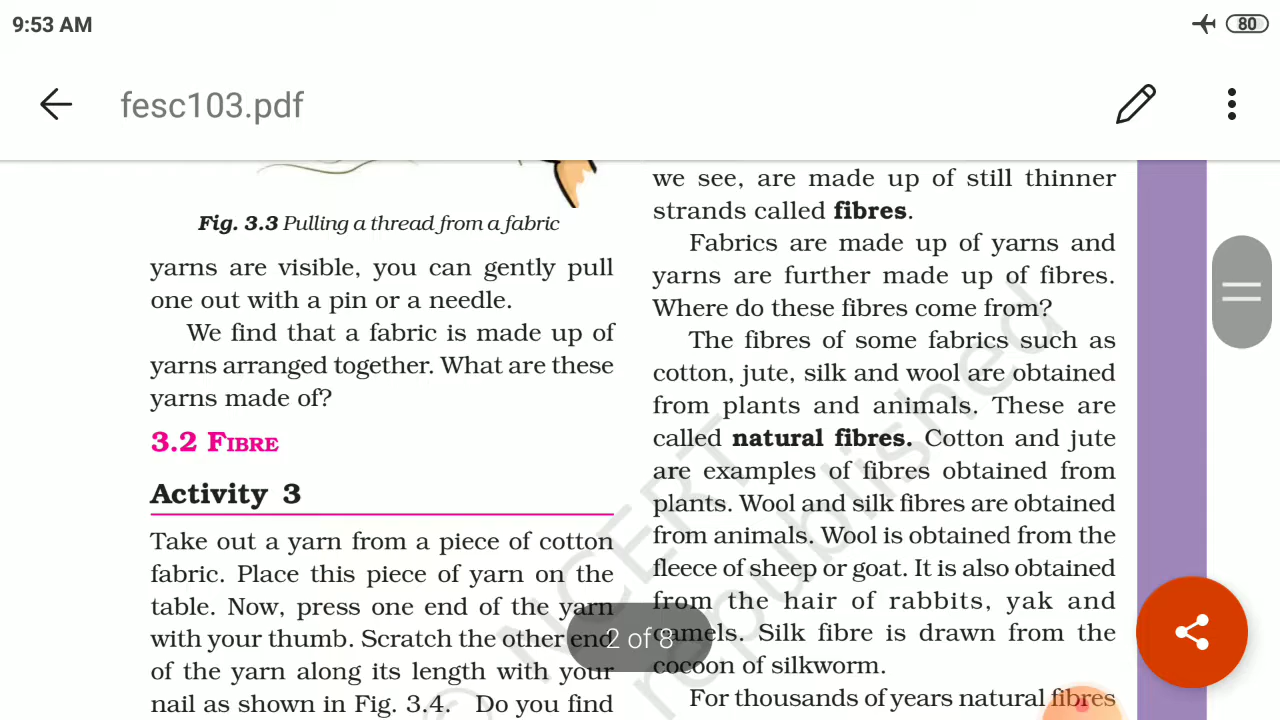 9:53 AM
80
fesc103.pdf
Fig. 3.3 Pulling a thread from a fabric
yarns are visible, you can gently pull
one out with a pin or a needle.
We find that a fabric is made up of
yarns arranged together. What are these
yarns made of?
3.2 FIBRE
Activity 3
Take out a yarn from a piece of cotton
fabric. Place this piece of yarn on the
table. Now, press one end of the yarn
with your thumb. Scratch the other end
of the yarn along its length with your
nail as shown in Fig. 3.4. Do you find
we see, are made up of still thinner
strands called fibres.
Fabrics are made up of yarns and
yarns are further made up of fibres.
Where do these fibres come from?
The fibres of some fabrics such as
cotton, jute, silk and wool are obtained
from plants and animals. These are
called natural fibres. Cotton and jute
are examples of fibres obtained from
plants. Wool and silk fibres are obtained
from animals. Wool is obtained from the
fleece of sheep or goat. It is also obtained
from the hair of rabbits, yak and
camels. Silk fibre is drawn from the
cocoon of silkworm.
For thousands of years natural fibres
2 of 8
© NCERT
republished